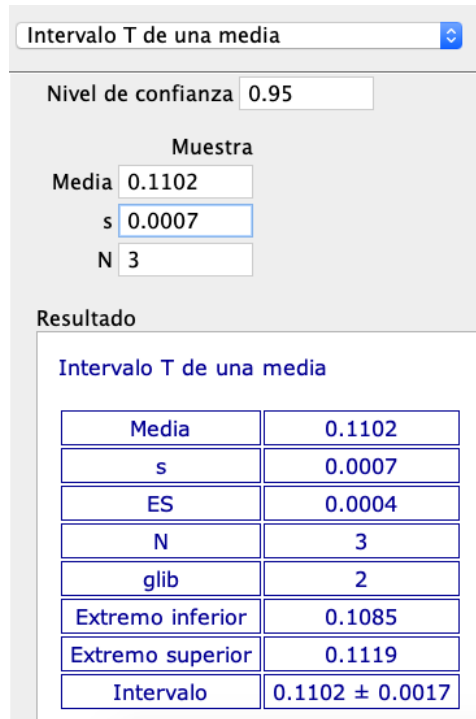 Intervalo T de una media
Nivel de confianza 0.95
Muestra
Media 0.1102
s 0.0007
N 3
Resultado
Intervalo T de una media
Media 0.1102
s 0.0007
ES 0.0004
N 3
glib 2
Extremo inferior 0.1085
Extremo superior 0.1119
Intervalo 0.1102 ± 0.0017